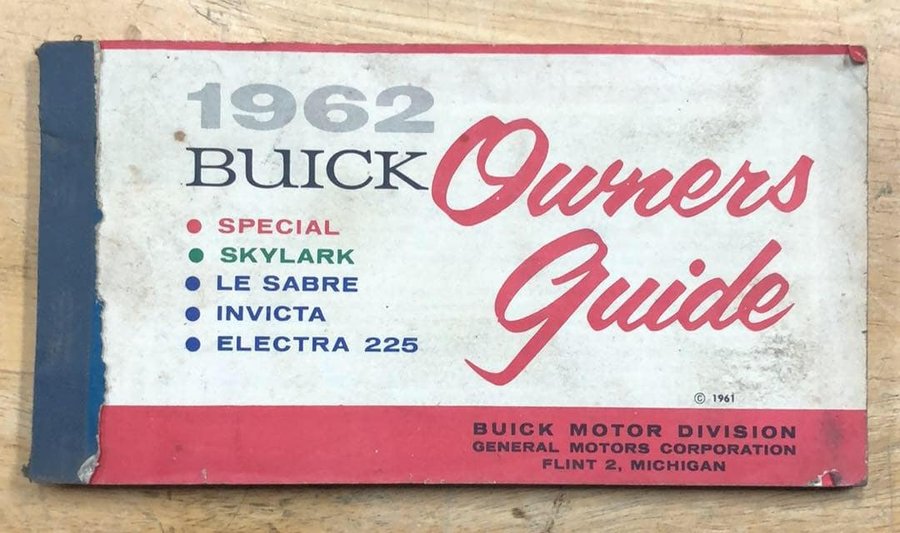 1962
BUICK
Owners
Guide
● SPECIAL
● SKYLARK
● LE SABRE
● INVICTA
● ELECTRA 225
© 1961
BUICK MOTOR DIVISION
GENERAL MOTORS CORPORATION
FLINT 2, MICHIGAN